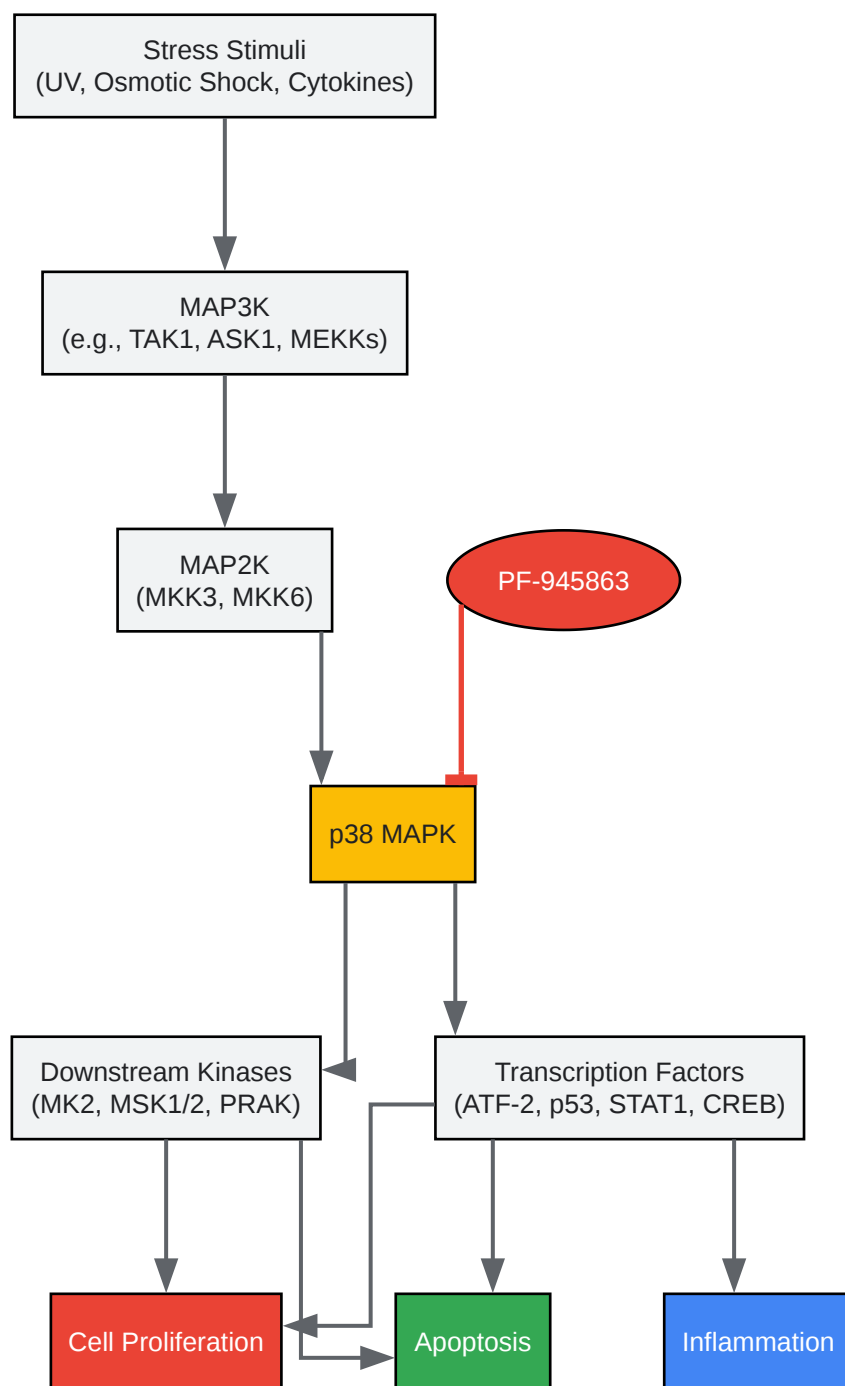 Stress Stimuli
(UV, Osmotic Shock, Cytokines)
MAP3K
(e.g., TAK1, ASK1, MEKKs)
MAP2K
(MKK3, MKK6)
PF-945863
p38 MAPK
Downstream Kinases
(MK2, MSK1/2, PRAK)
Transcription Factors
(ATF-2, p53, STAT1, CREB)
Cell Proliferation
Apoptosis
Inflammation